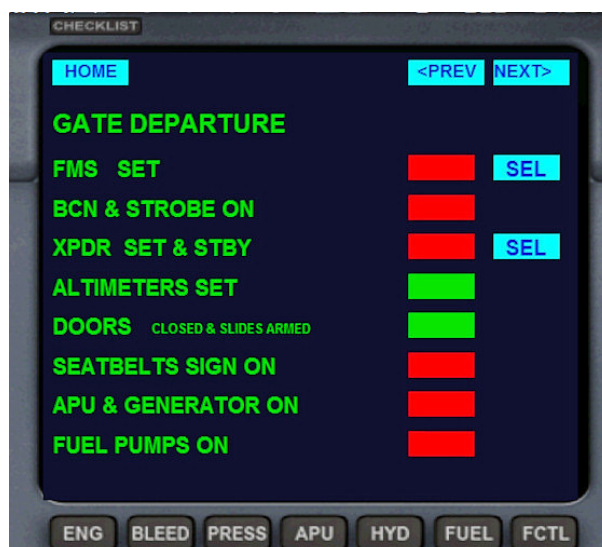 CHECKLIST
HOME <PREV NEXT>
GATE DEPARTURE
FMS SET SEL
BCN & STROBE ON
XPDR SET & STBY SEL
ALTIMETERS SET
DOORS CLOSED & SLIDES ARMED
SEATBELTS SIGN ON
APU & GENERATOR ON
FUEL PUMPS ON
ENG BLEED PRESS APU HYD FUEL FCTL